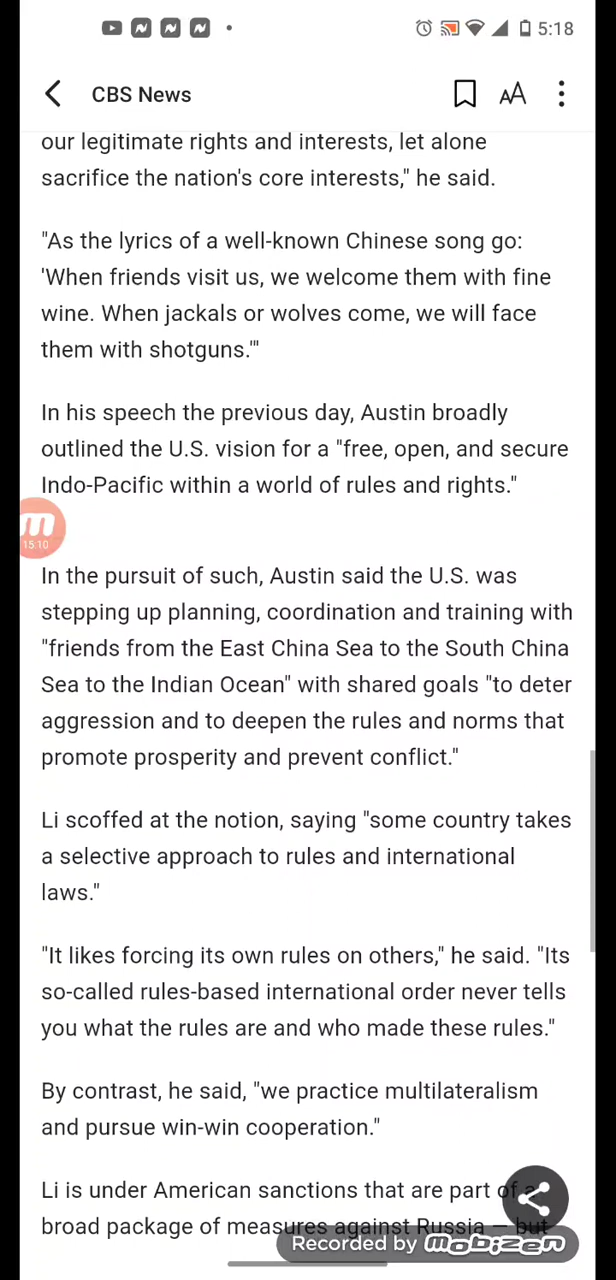 5:18
CBS News
AA
our legitimate rights and interests, let alone
sacrifice the nation's core interests," he said.
"As the lyrics of a well-known Chinese song go:
'When friends visit us, we welcome them with fine
wine. When jackals or wolves come, we will face
them with shotguns.'"
In his speech the previous day, Austin broadly
outlined the U.S. vision for a "free, open, and secure
Indo-Pacific within a world of rules and rights."
15:10
In the pursuit of such, Austin said the U.S. was
stepping up planning, coordination and training with
"friends from the East China Sea to the South China
Sea to the Indian Ocean" with shared goals "to deter
aggression and to deepen the rules and norms that
promote prosperity and prevent conflict."
Li scoffed at the notion, saying "some country takes
a selective approach to rules and international
laws."
"It likes forcing its own rules on others," he said. "Its
so-called rules-based international order never tells
you what the rules are and who made these rules."
By contrast, he said, "we practice multilateralism
and pursue win-win cooperation."
Li is under American sanctions that are part of a
broad package of measures against Russia — but
Recorded by mobizen